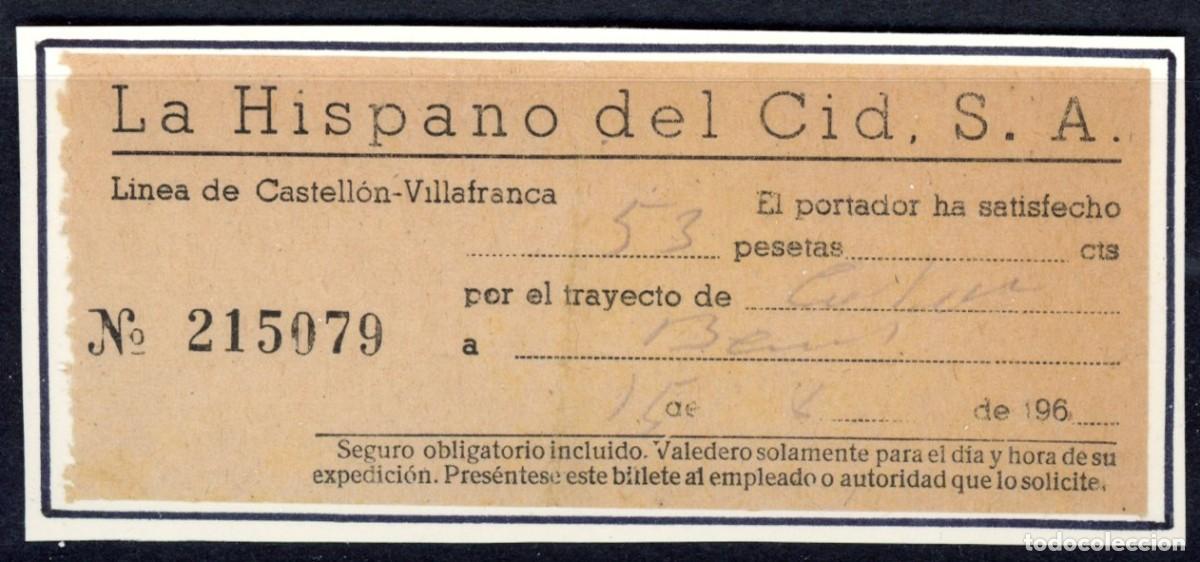 La Hispano del Cid, S. A.
Linea de Castellón-Villafranca
El portador ha satisfecho
53 pesetas cts
por el trayecto de
Nº 215079
a
15 de 8 de 196
Seguro obligatorio incluido. Valedero solamente para el día y hora de su
expedición. Preséntese este billete al empleado o autoridad que lo solicite.
todocoleccion